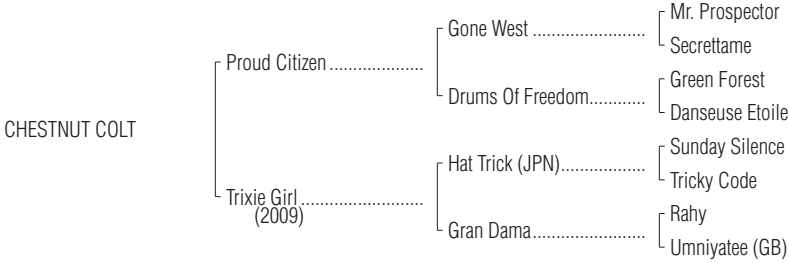 Mr. Prospector
Gone West ........................
Secrettame
Proud Citizen ....................
Green Forest
Drums Of Freedom............
Danseuse Etoile
CHESTNUT COLT
Sunday Silence
Hat Trick (JPN)..................
Tricky Code
Trixie Girl ..........................
(2009)
Rahy
Gran Dama........................
Umniyatee (GB)